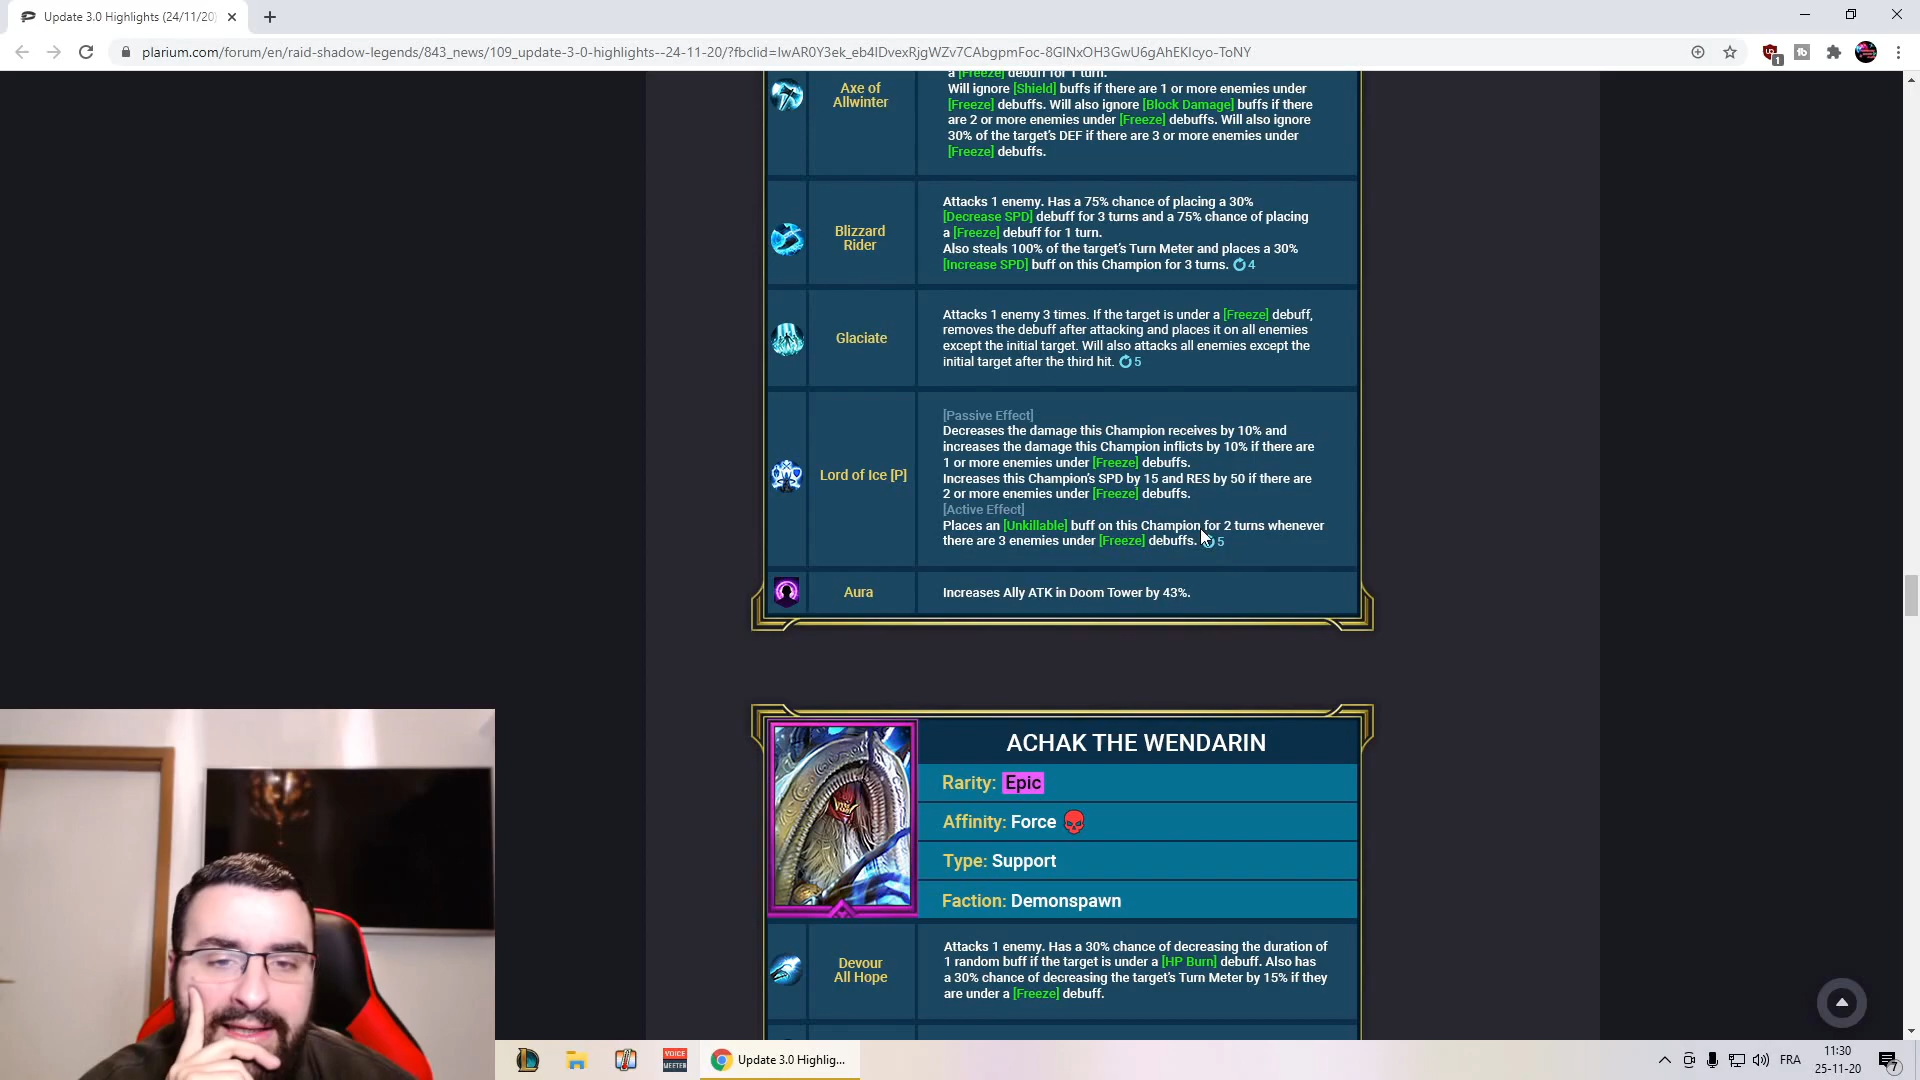 Update 3.0 Highlights (24/11/20)
plarium.com/forum/en/raid-shadow-legends/843_news/109_update-3-0-highlights--24-11-20/?fbclid=IwAR0Y3ek_eb4IDvexRjgWZv7CAbgpmFoc-8GlNxOH3GwU6gAhEKlcyo-ToNY
1
Axe of
Allwinter
a [Freeze] debuff for 1 turn.
Will ignore [Shield] buffs if there are 1 or more enemies under
[Freeze] debuffs. Will also ignore [Block Damage] buffs if there
are 2 or more enemies under [Freeze] debuffs. Will also ignore
30% of the target's DEF if there are 3 or more enemies under
[Freeze] debuffs.
Blizzard
Rider
Attacks 1 enemy. Has a 75% chance of placing a 30%
[Decrease SPD] debuff for 3 turns and a 75% chance of placing
a [Freeze] debuff for 1 turn.
Also steals 100% of the target's Turn Meter and places a 30%
[Increase SPD] buff on this Champion for 3 turns. 4
Glaciate
Attacks 1 enemy 3 times. If the target is under a [Freeze] debuff,
removes the debuff after attacking and places it on all enemies
except the initial target. Will also attacks all enemies except the
initial target after the third hit. 5
Lord of Ice [P]
[Passive Effect]
Decreases the damage this Champion receives by 10% and
increases the damage this Champion inflicts by 10% if there are
1 or more enemies under [Freeze] debuffs.
Increases this Champion's SPD by 15 and RES by 50 if there are
2 or more enemies under [Freeze] debuffs.
[Active Effect]
Places an [Unkillable] buff on this Champion for 2 turns whenever
there are 3 enemies under [Freeze] debuffs. 5
Aura
Increases Ally ATK in Doom Tower by 43%.
ACHAK THE WENDARIN
Rarity: Epic
Affinity: Force
Type: Support
Faction: Demonspawn
Devour
All Hope
Attacks 1 enemy. Has a 30% chance of decreasing the duration of
1 random buff if the target is under a [HP Burn] debuff. Also has
a 30% chance of decreasing the target's Turn Meter by 15% if they
are under a [Freeze] debuff.
VOICE
MEETER
Update 3.0 Highlig...
FRA
11:30
25-11-20
7